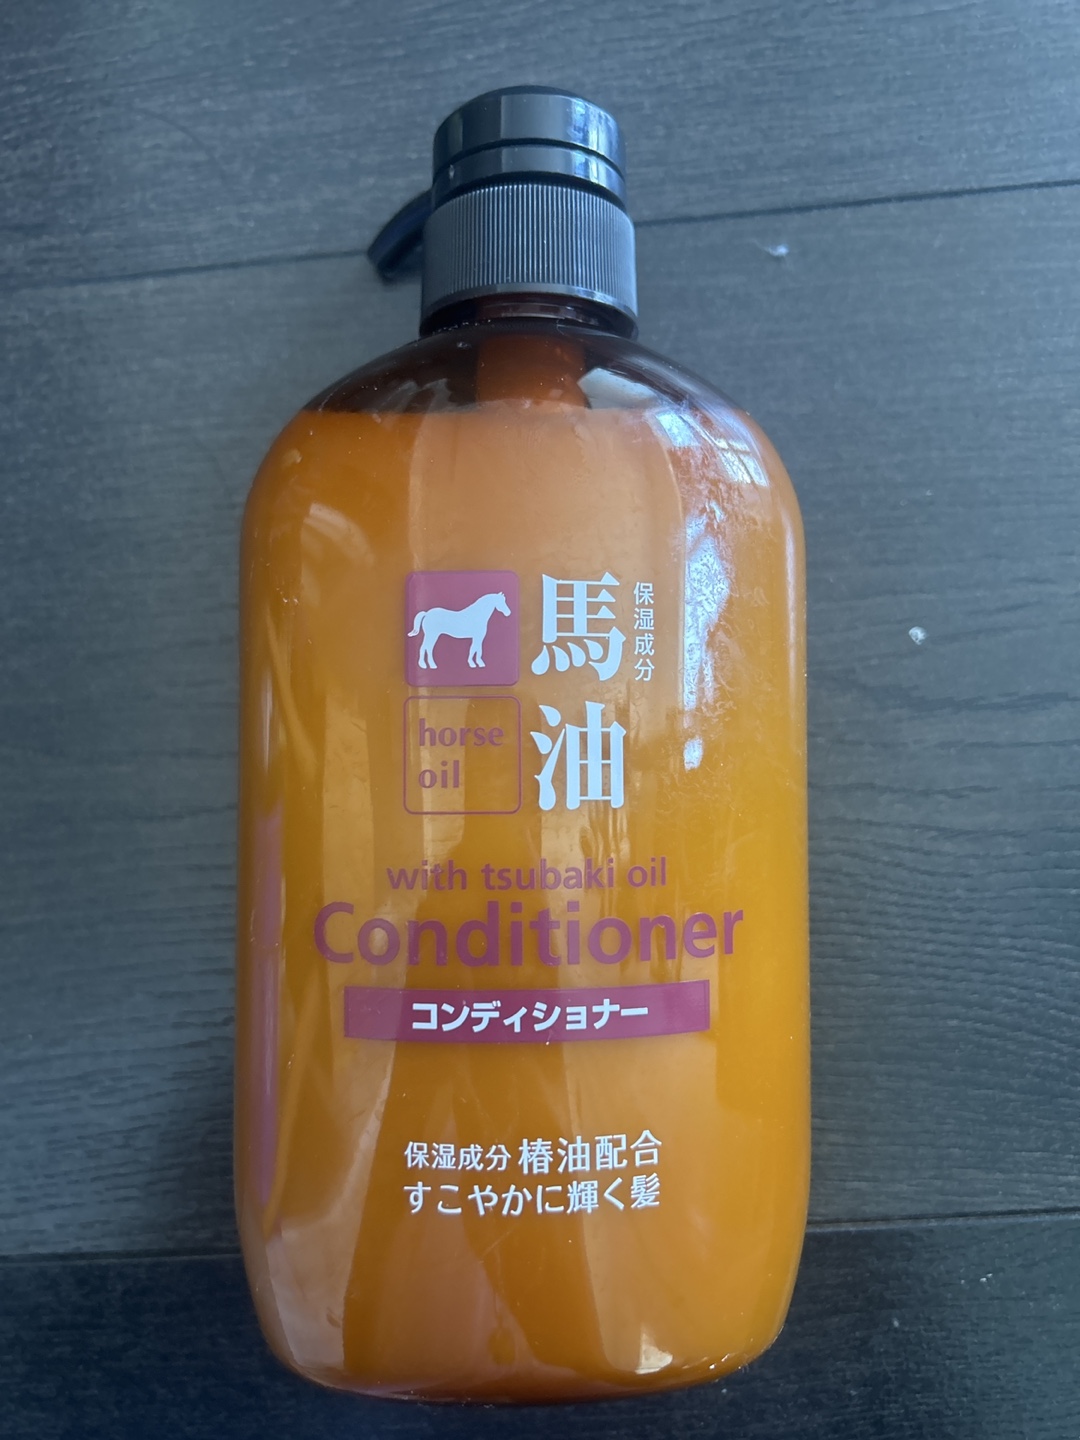 馬油
保湿成分
horse
oil
with tsubaki oil
Conditioner
コンディショナー
保湿成分 椿油配合
すこやかに輝く髪